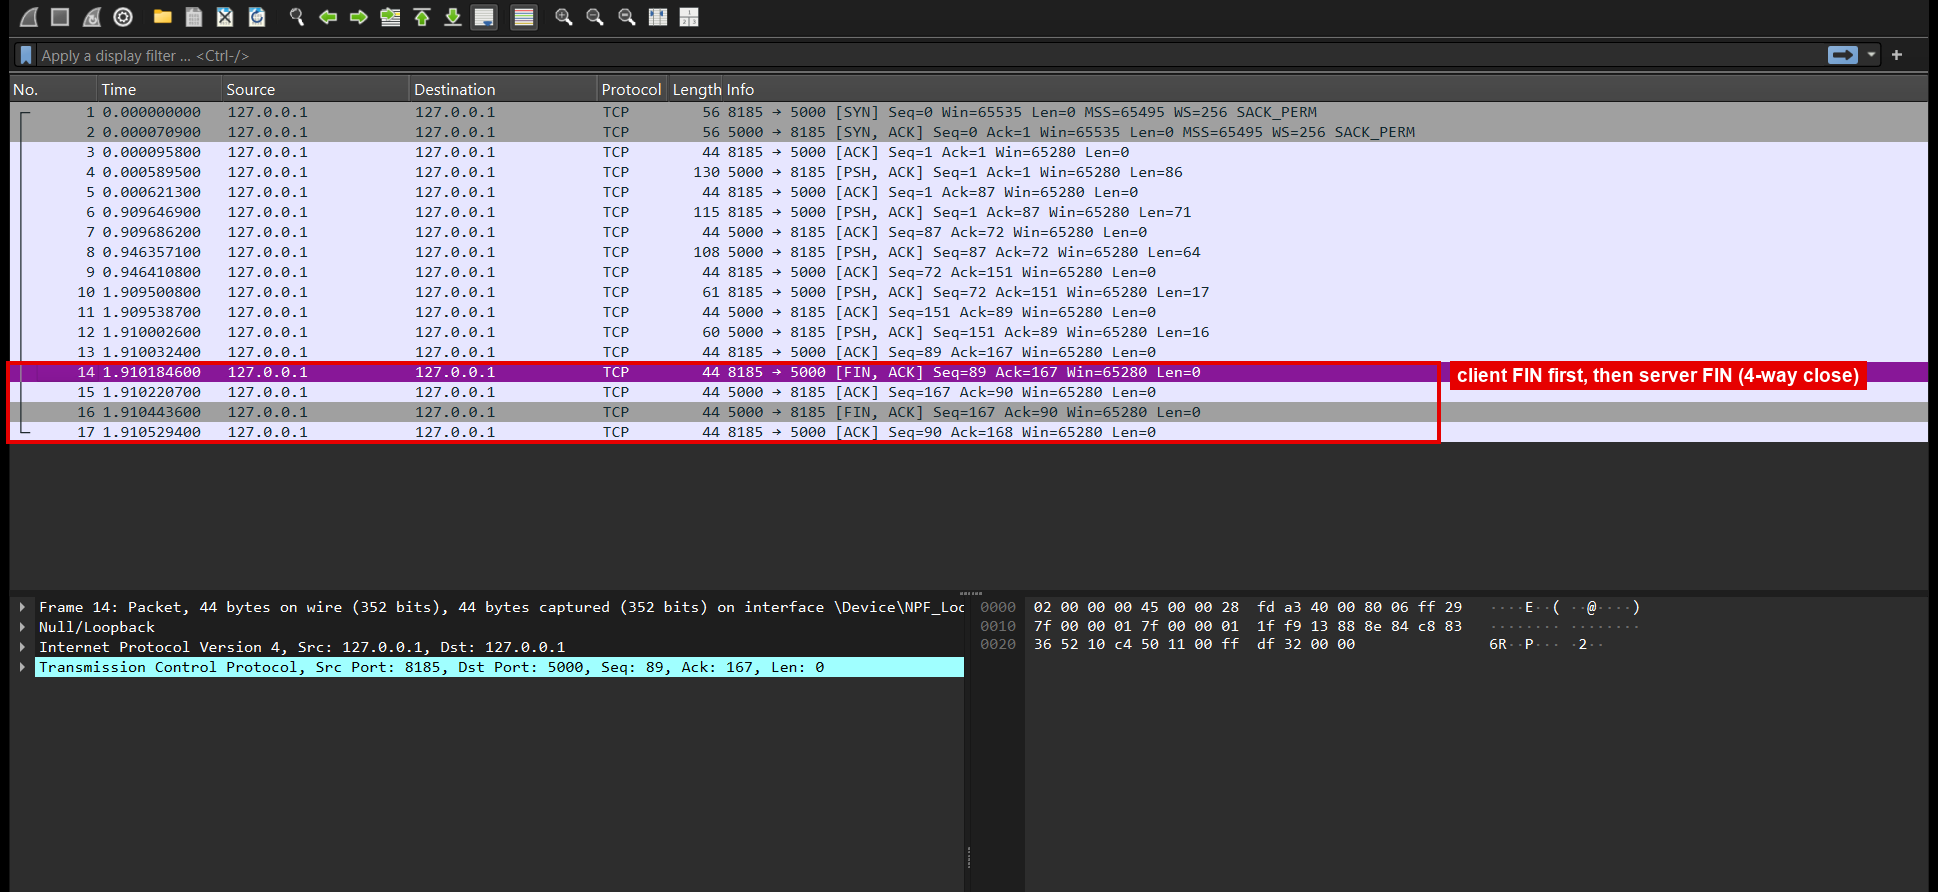 Apply a display filter ... <Ctrl-/>
No. Time Source Destination Protocol Length Info
1 0.000000000 127.0.0.1 127.0.0.1 TCP 56 8185 → 5000 [SYN] Seq=0 Win=65535 Len=0 MSS=65495 WS=256 SACK_PERM
2 0.000070900 127.0.0.1 127.0.0.1 TCP 56 5000 → 8185 [SYN, ACK] Seq=0 Ack=1 Win=65535 Len=0 MSS=65495 WS=256 SACK_PERM
3 0.000095800 127.0.0.1 127.0.0.1 TCP 44 8185 → 5000 [ACK] Seq=1 Ack=1 Win=65280 Len=0
4 0.000589500 127.0.0.1 127.0.0.1 TCP 130 5000 → 8185 [PSH, ACK] Seq=1 Ack=1 Win=65280 Len=86
5 0.000621300 127.0.0.1 127.0.0.1 TCP 44 8185 → 5000 [ACK] Seq=1 Ack=87 Win=65280 Len=0
6 0.909646900 127.0.0.1 127.0.0.1 TCP 115 8185 → 5000 [PSH, ACK] Seq=1 Ack=87 Win=65280 Len=71
7 0.909686200 127.0.0.1 127.0.0.1 TCP 44 5000 → 8185 [ACK] Seq=87 Ack=72 Win=65280 Len=0
8 0.946357100 127.0.0.1 127.0.0.1 TCP 108 5000 → 8185 [PSH, ACK] Seq=87 Ack=72 Win=65280 Len=64
9 0.946410800 127.0.0.1 127.0.0.1 TCP 44 8185 → 5000 [ACK] Seq=72 Ack=151 Win=65280 Len=0
10 1.909500800 127.0.0.1 127.0.0.1 TCP 61 8185 → 5000 [PSH, ACK] Seq=72 Ack=151 Win=65280 Len=17
11 1.909538700 127.0.0.1 127.0.0.1 TCP 44 5000 → 8185 [ACK] Seq=151 Ack=89 Win=65280 Len=0
12 1.910002600 127.0.0.1 127.0.0.1 TCP 60 5000 → 8185 [PSH, ACK] Seq=151 Ack=89 Win=65280 Len=16
13 1.910032400 127.0.0.1 127.0.0.1 TCP 44 8185 → 5000 [ACK] Seq=89 Ack=167 Win=65280 Len=0
14 1.910184600 127.0.0.1 127.0.0.1 TCP 44 8185 → 5000 [FIN, ACK] Seq=89 Ack=167 Win=65280 Len=0
client FIN first, then server FIN (4-way close)
15 1.910220700 127.0.0.1 127.0.0.1 TCP 44 5000 → 8185 [ACK] Seq=167 Ack=90 Win=65280 Len=0
16 1.910443600 127.0.0.1 127.0.0.1 TCP 44 5000 → 8185 [FIN, ACK] Seq=167 Ack=90 Win=65280 Len=0
17 1.910529400 127.0.0.1 127.0.0.1 TCP 44 8185 → 5000 [ACK] Seq=90 Ack=168 Win=65280 Len=0
Frame 14: Packet, 44 bytes on wire (352 bits), 44 bytes captured (352 bits) on interface \Device\NPF_Loo
Null/Loopback
Internet Protocol Version 4, Src: 127.0.0.1, Dst: 127.0.0.1
Transmission Control Protocol, Src Port: 8185, Dst Port: 5000, Seq: 89, Ack: 167, Len: 0
0000 02 00 00 00 45 00 00 28 fd a3 40 00 80 06 ff 29 ····E··( ··@····)
0010 7f 00 00 01 7f 00 00 01 1f f9 13 88 8e 84 c8 83 ········ ········
0020 36 52 10 c4 50 11 00 ff df 32 00 00 6R··P··· ·2··